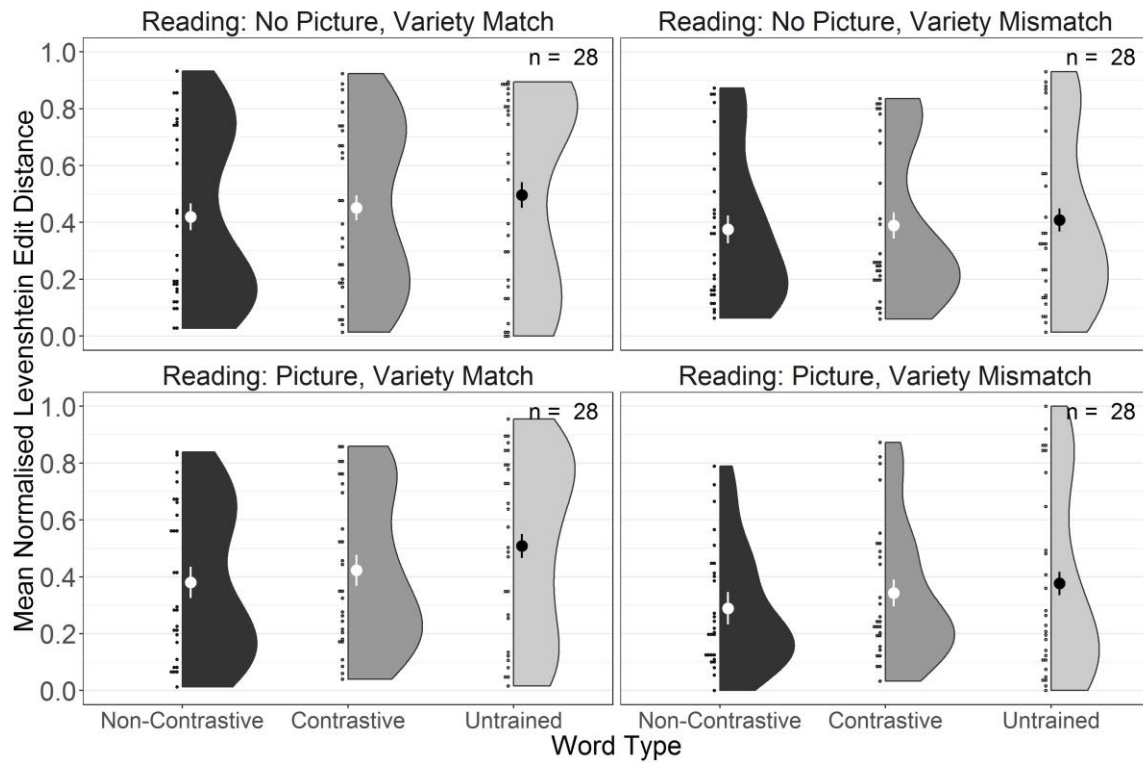 Reading: No Picture, Variety Match
Reading: No Picture, Variety Mismatch
n = 28
n = 28
1.0
0.8
0.6
0.4
0.2
0.0
Reading: Picture, Variety Match
Reading: Picture, Variety Mismatch
n = 28
n = 28
1.0
0.8
0.6
0.4
0.2
0.0
Mean Normalised Levenshtein Edit Distance
Non-Contrastive Contrastive Untrained
Non-Contrastive Contrastive Untrained
Word Type